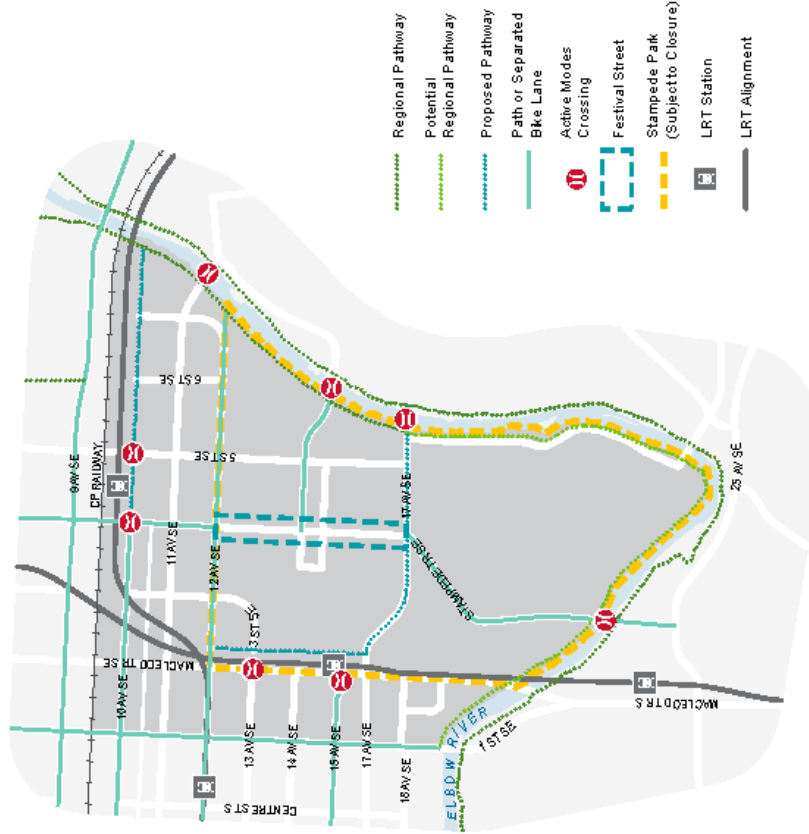 9 AV SE
CP RAILWAY
10 AV SE
11 AV SE
12 AV SE
6 ST SE
5 ST SE
MACLEOD TR SE
3 ST SE
13 AV SE
14 AV SE
15 AV SE
17 AV SE
17 AV SE
18 AV SE
CENTRE ST S
STAMPEDE TR SE
ELBOW RIVER
1 ST SE
MACLEOD TR S
25 AV SE
Regional Pathway
Potential
Regional Pathway
Proposed Pathway
Path or Separated
Bike Lane
Active Modes
Crossing
Festival Street
Stampede Park
(Subject to Closure)
LRT Station
LRT Alignment